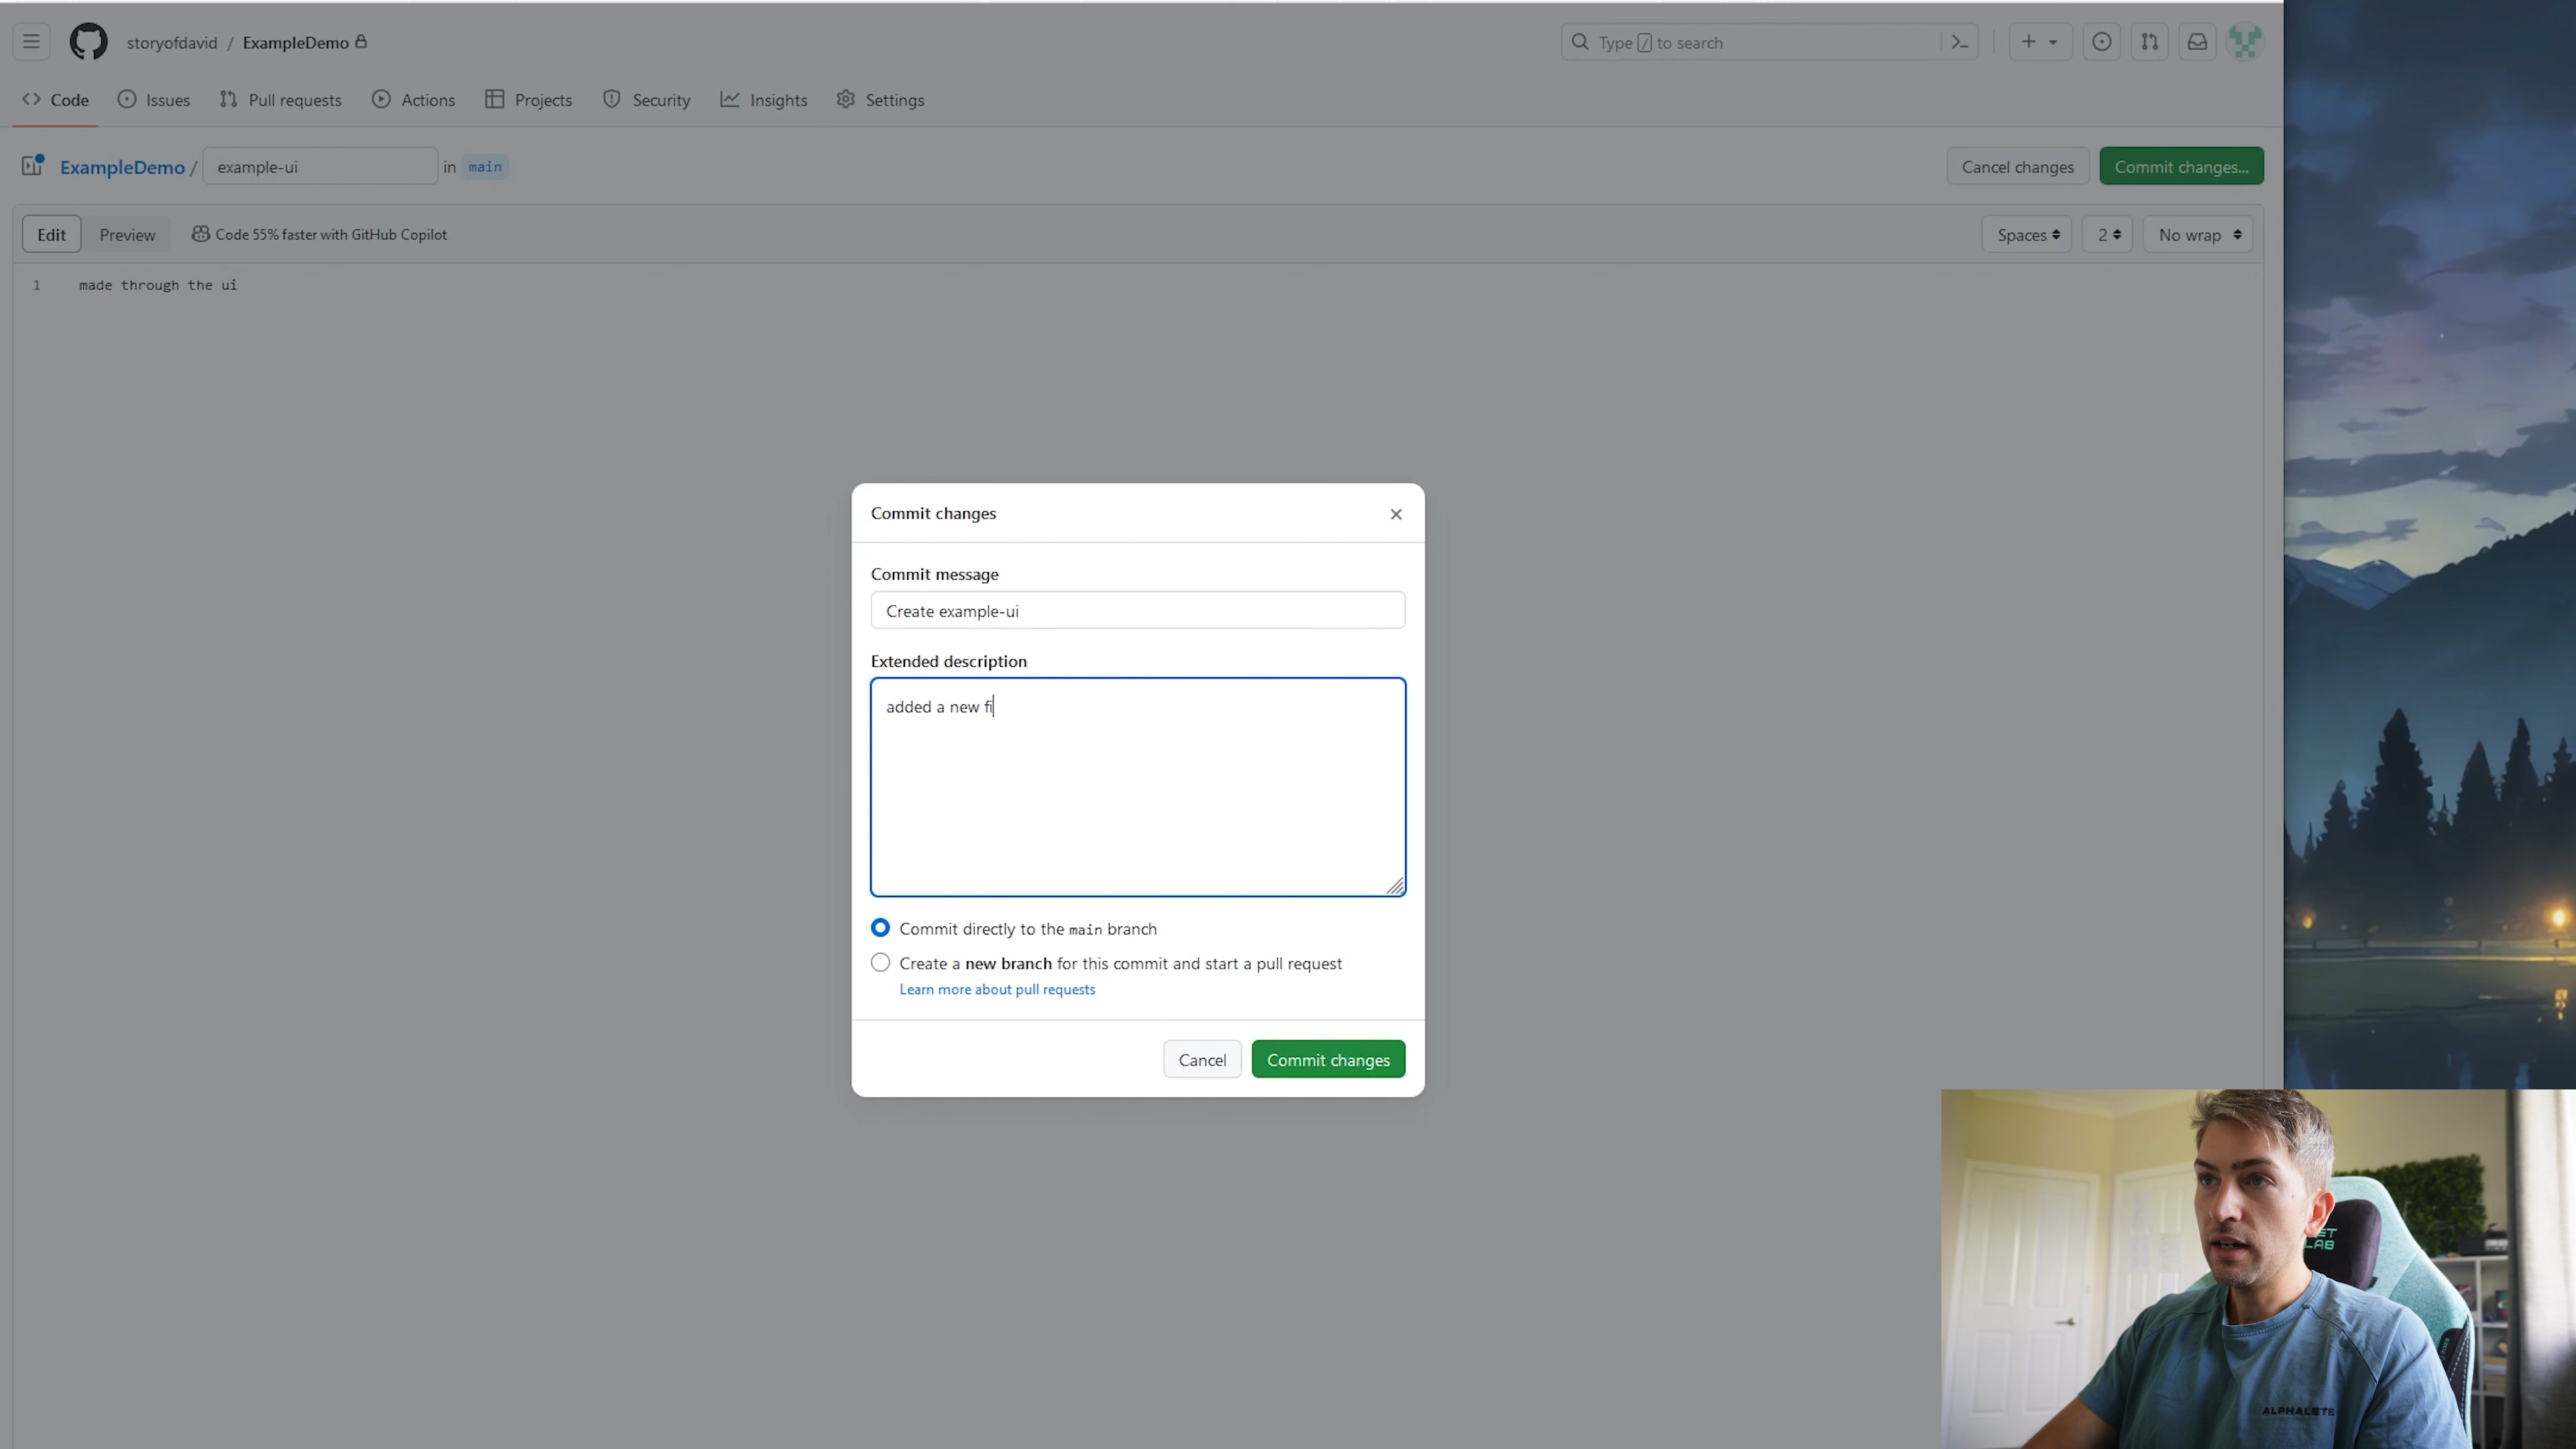 storyofdavid / ExampleDemo
Type / to search
Code Issues Pull requests Actions Projects Security Insights Settings
ExampleDemo / example-ui in main
Cancel changes Commit changes...
Edit Preview Code 55% faster with GitHub Copilot
Spaces 2 No wrap
1 made through the ui
Commit changes
Commit message
Create example-ui
Extended description
added a new fi
Commit directly to the main branch
Create a new branch for this commit and start a pull request
Learn more about pull requests
Cancel Commit changes
LAB
ALPHALETE